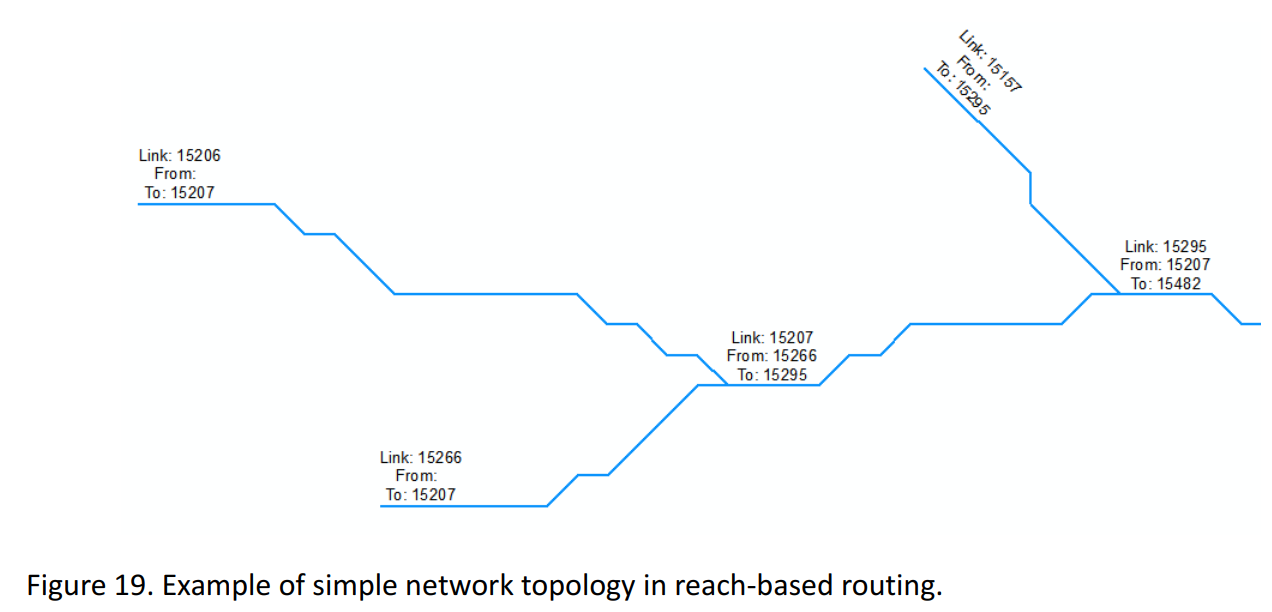 Link: 15157
From:
To: 15295
Link: 15206
From:
To: 15207
Link: 15295
From: 15207
To: 15482
Link: 15207
From: 15266
To: 15295
Link: 15266
From:
To: 15207
Figure 19. Example of simple network topology in reach-based routing.